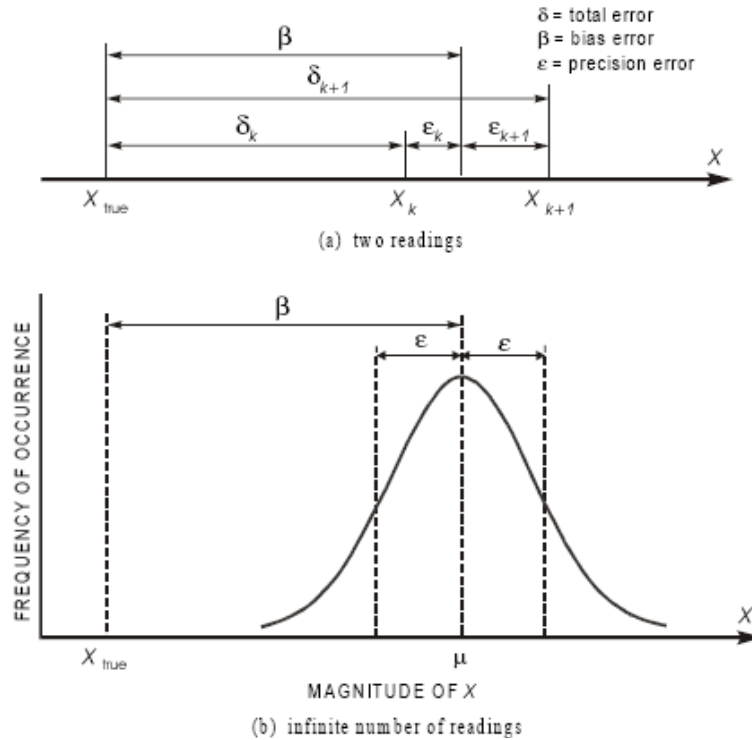 δ = total error
β = bias error
ε = precision error
β
δk+1
δk
εk
εk+1
X
Xtrue
Xk
Xk+1
(a) two readings
FREQUENCY OF OCCURRENCE
β
ε
ε
X
Xtrue
μ
MAGNITUDE OF X
(b) infinite number of readings